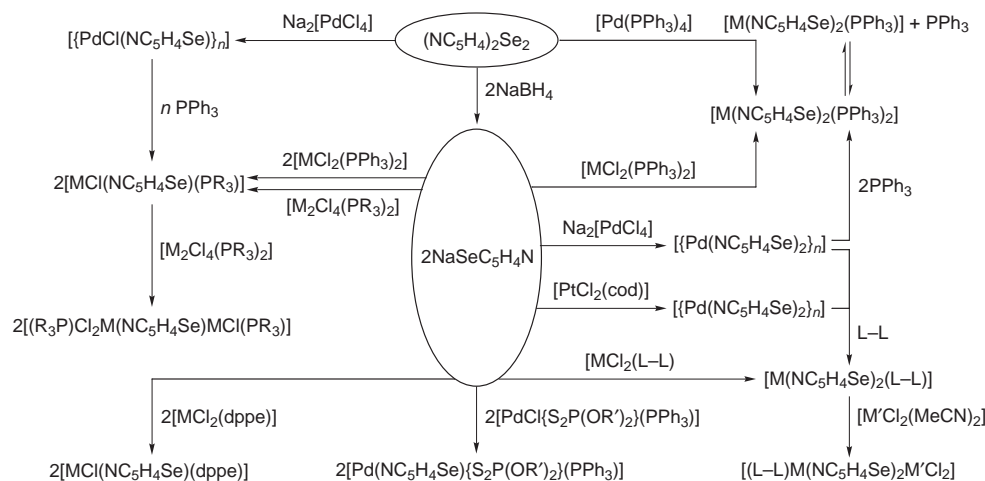 [{PdCl(NC₅H₄Se)}ₙ]
Na₂[PdCl₄]
(NC₅H₄)₂Se₂
[Pd(PPh₃)₄]
[M(NC₅H₄Se)₂(PPh₃)] + PPh₃
2NaBH₄
n PPh₃
[M(NC₅H₄Se)₂(PPh₃)₂]
2[MCl₂(PPh₃)₂]
[MCl₂(PPh₃)₂]
2[MCl(NC₅H₄Se)(PR₃)]
2PPh₃
[M₂Cl₄(PR₃)₂]
Na₂[PdCl₄]
[M₂Cl₄(PR₃)₂]
2NaSeC₅H₄N
[{Pd(NC₅H₄Se)₂}ₙ]
[PtCl₂(cod)]
[{Pd(NC₅H₄Se)₂}ₙ]
2[(R₃P)Cl₂M(NC₅H₄Se)MCl(PR₃)]
L–L
[MCl₂(L–L)
[M(NC₅H₄Se)₂(L–L)]
2[MCl₂(dppe)]
2[PdCl{S₂P(OR′)₂}(PPh₃)]
[M′Cl₂(MeCN)₂]
2[MCl(NC₅H₄Se)(dppe)]
2[Pd(NC₅H₄Se){S₂P(OR′)₂}(PPh₃)]
[(L–L)M(NC₅H₄Se)₂M′Cl₂]